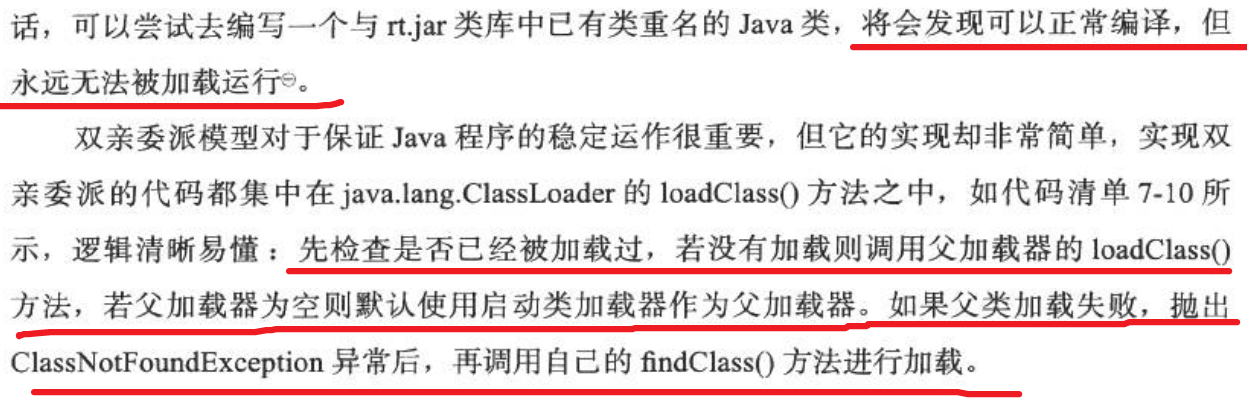 话，可以尝试去编写一个与 rt.jar 类库中已有类重名的 Java 类，将会发现可以正常编译，但
永远无法被加载运行㊀。
双亲委派模型对于保证 Java 程序的稳定运作很重要，但它的实现却非常简单，实现双
亲委派的代码都集中在 java.lang.ClassLoader 的 loadClass() 方法之中，如代码清单 7-10 所
示，逻辑清晰易懂：先检查是否已经被加载过，若没有加载则调用父加载器的 loadClass()
方法，若父加载器为空则默认使用启动类加载器作为父加载器。如果父类加载失败，抛出
ClassNotFoundException 异常后，再调用自己的 findClass() 方法进行加载。